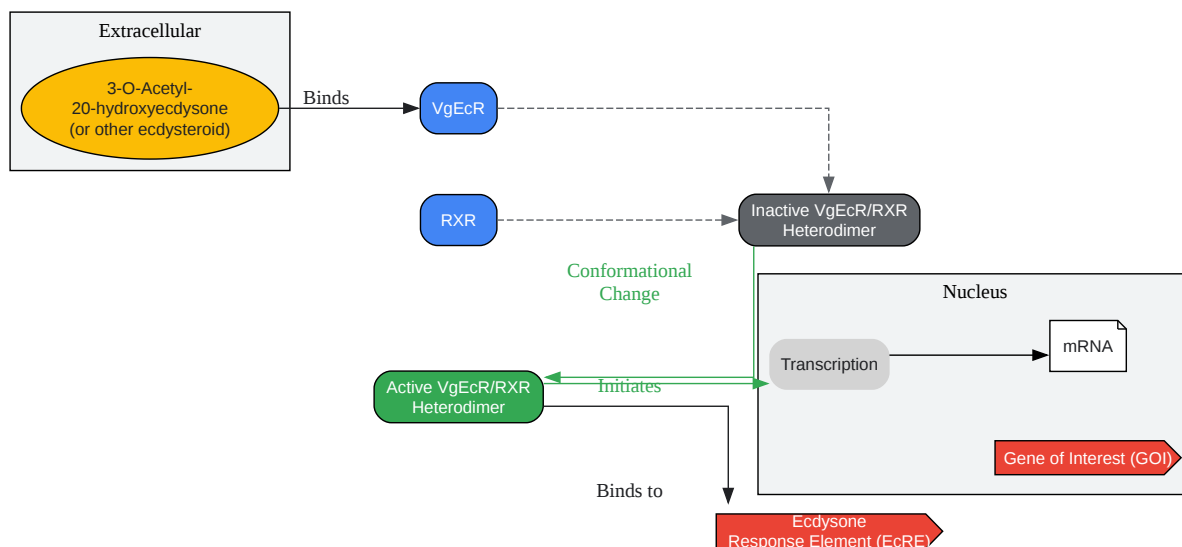 Extracellular
3-O-Acetyl-
20-hydroxyecdysone
(or other ecdysteroid)
Binds
VgEcR
RXR
Inactive VgEcR/RXR
Heterodimer
Conformational
Change
Nucleus
Transcription
mRNA
Active VgEcR/RXR
Heterodimer
Initiates
Gene of Interest (GOI)
Binds to
Ecdysone
Response Element (EcRE)